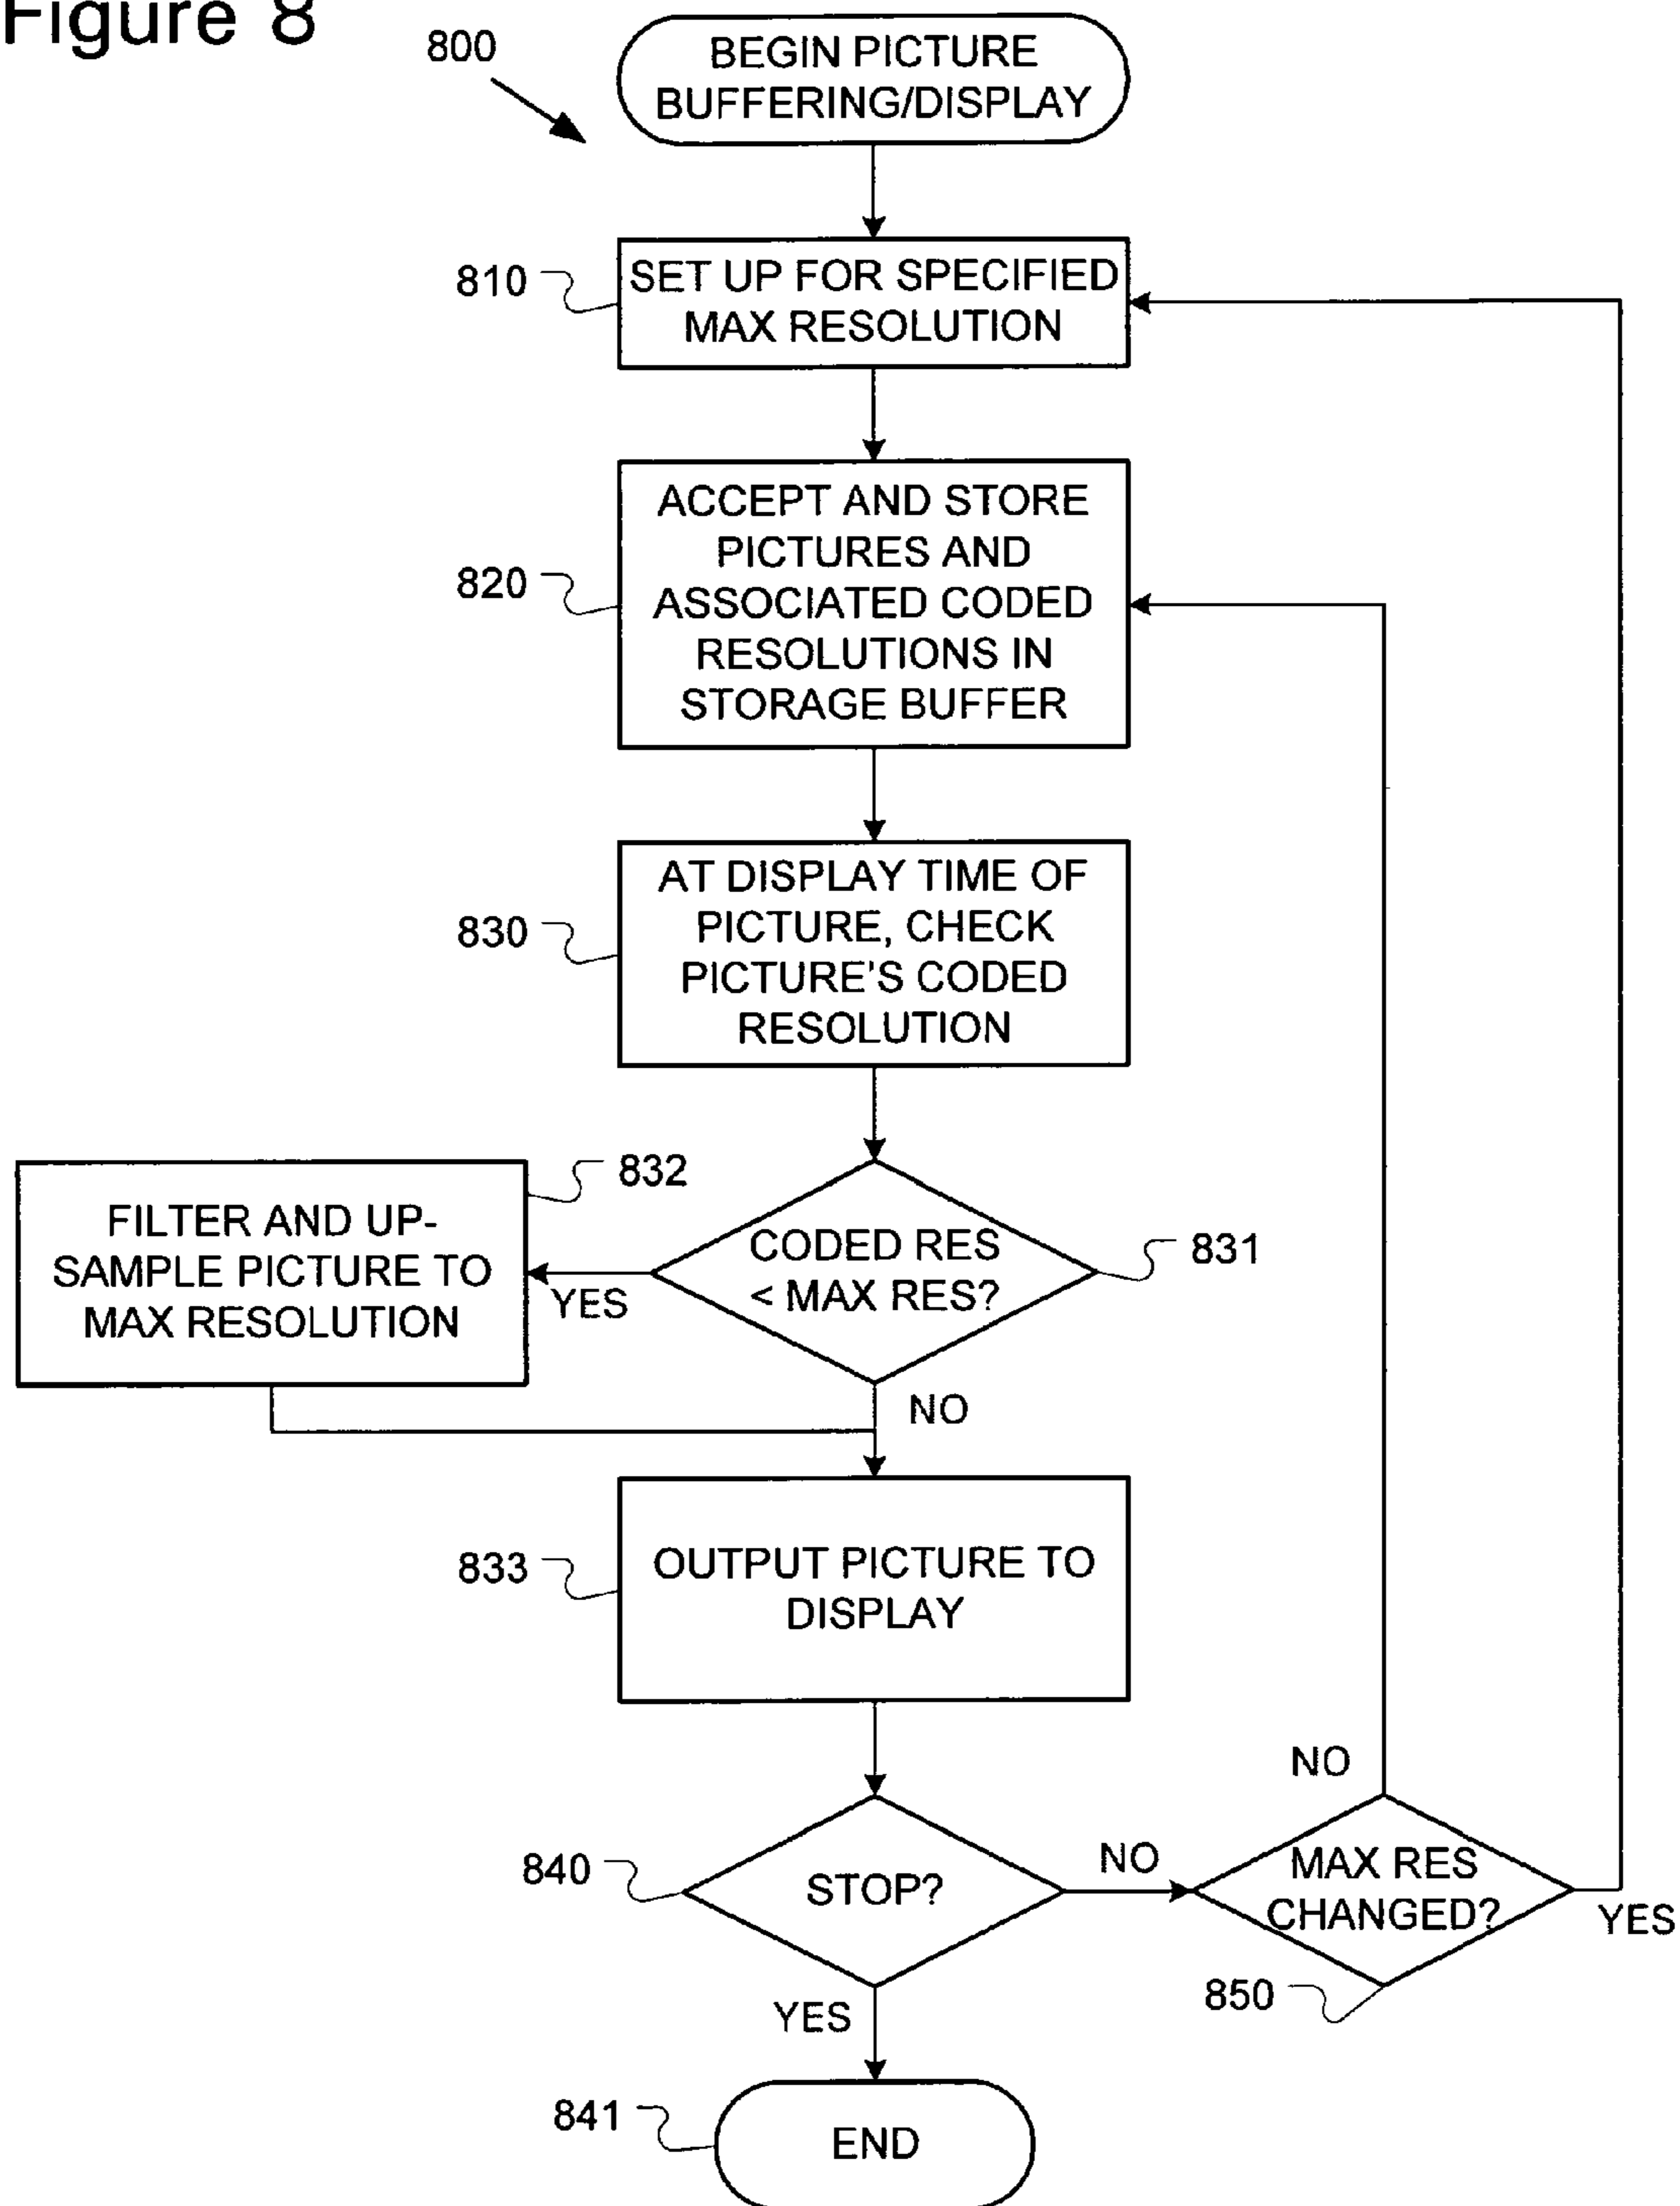 Figure 8
800
BEGIN PICTURE
BUFFERING/DISPLAY
810
SET UP FOR SPECIFIED
MAX RESOLUTION
820
ACCEPT AND STORE
PICTURES AND
ASSOCIATED CODED
RESOLUTIONS IN
STORAGE BUFFER
830
AT DISPLAY TIME OF
PICTURE, CHECK
PICTURE'S CODED
RESOLUTION
832
FILTER AND UP-
SAMPLE PICTURE TO
MAX RESOLUTION
YES
CODED RES
< MAX RES?
831
NO
833
OUTPUT PICTURE TO
DISPLAY
840
STOP?
NO
NO
MAX RES
CHANGED?
YES
850
YES
841
END